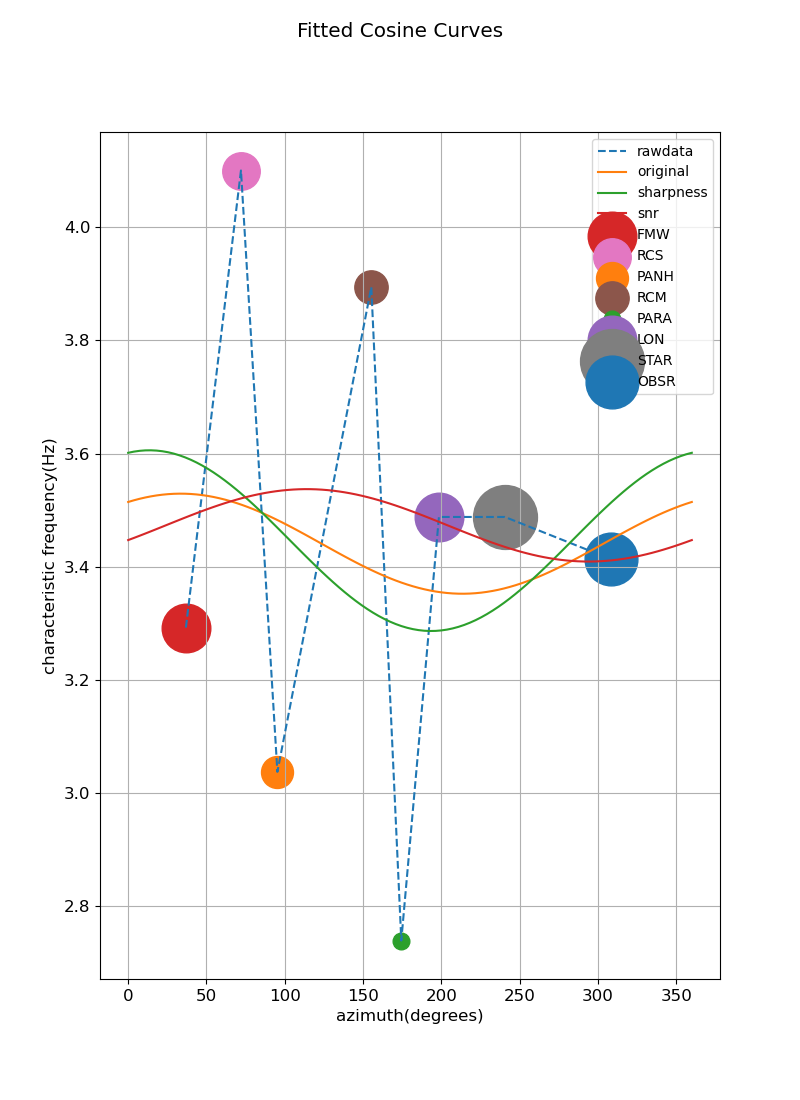 Fitted Cosine Curves
rawdata
original
sharpness
snr
FMW
RCS
PANH
RCM
PARA
LON
STAR
OBSR
4.0
3.8
3.6
3.4
3.2
3.0
2.8
characteristic frequency(Hz)
0 50 100 150 200 250 300 350
azimuth(degrees)